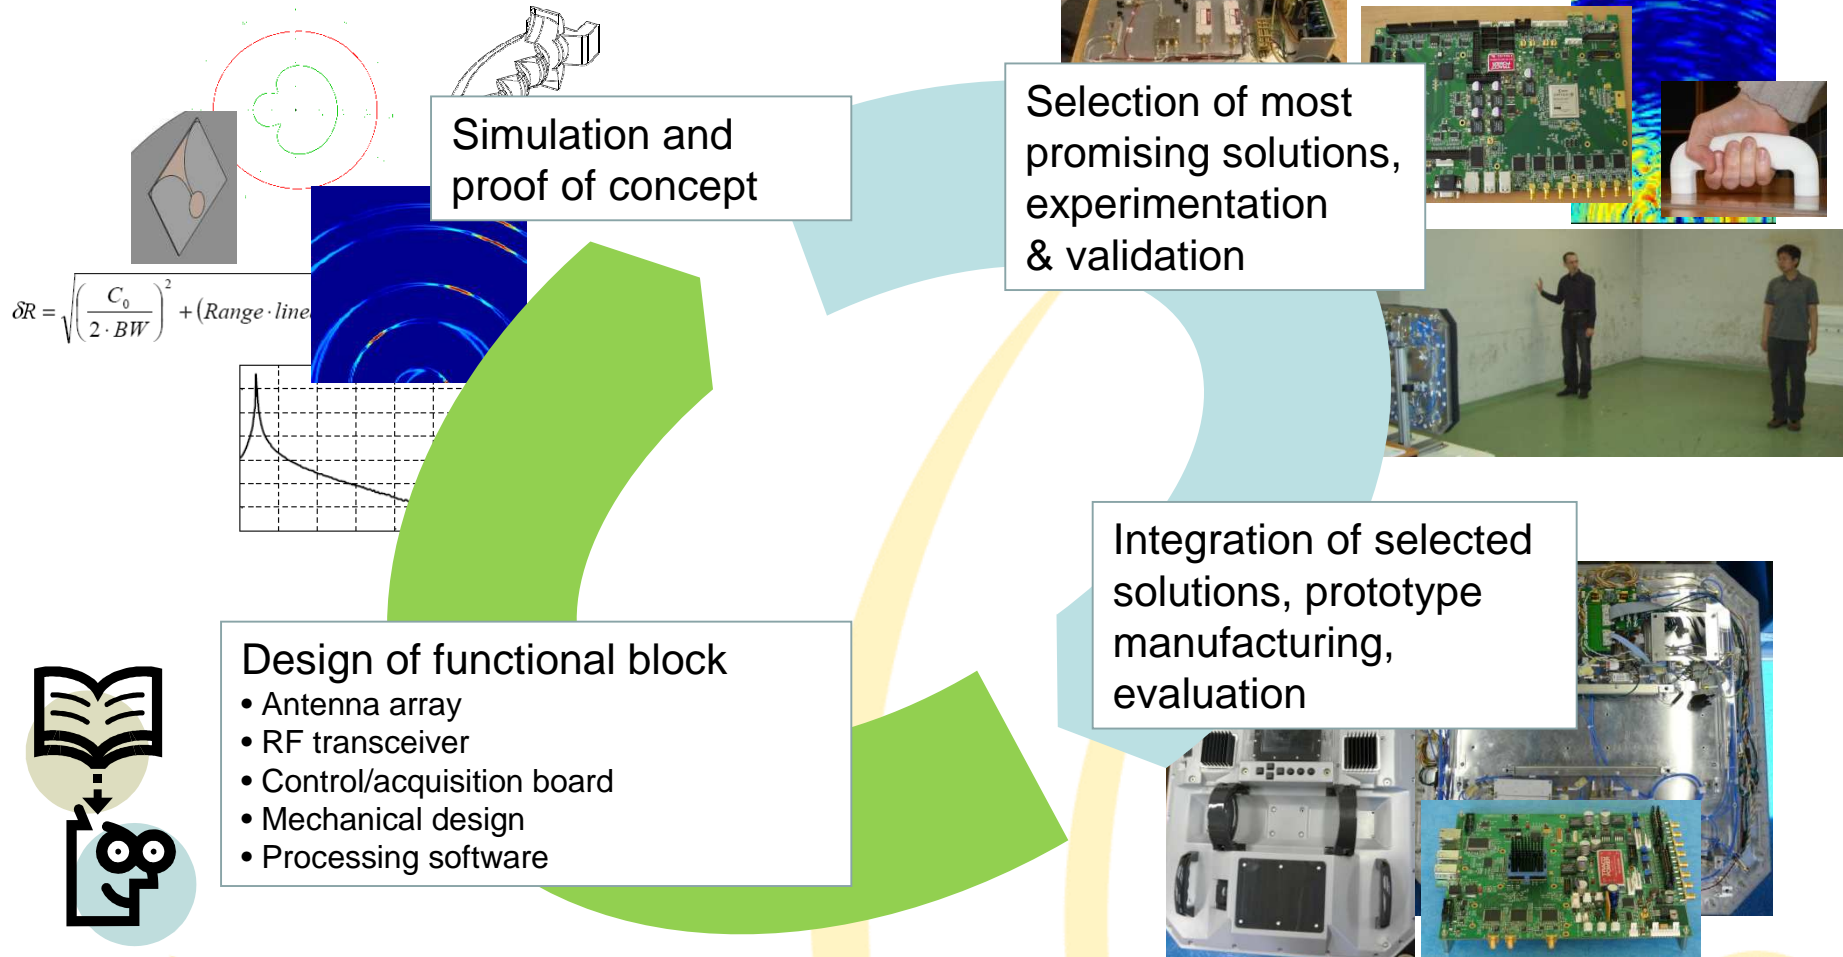 Simulation and
proof of concept
Selection of most
promising solutions,
experimentation
& validation
δR = √((C₀ / (2 · BW))² + (Range · line
Integration of selected
solutions, prototype
manufacturing,
evaluation
Design of functional block
• Antenna array
• RF transceiver
• Control/acquisition board
• Mechanical design
• Processing software